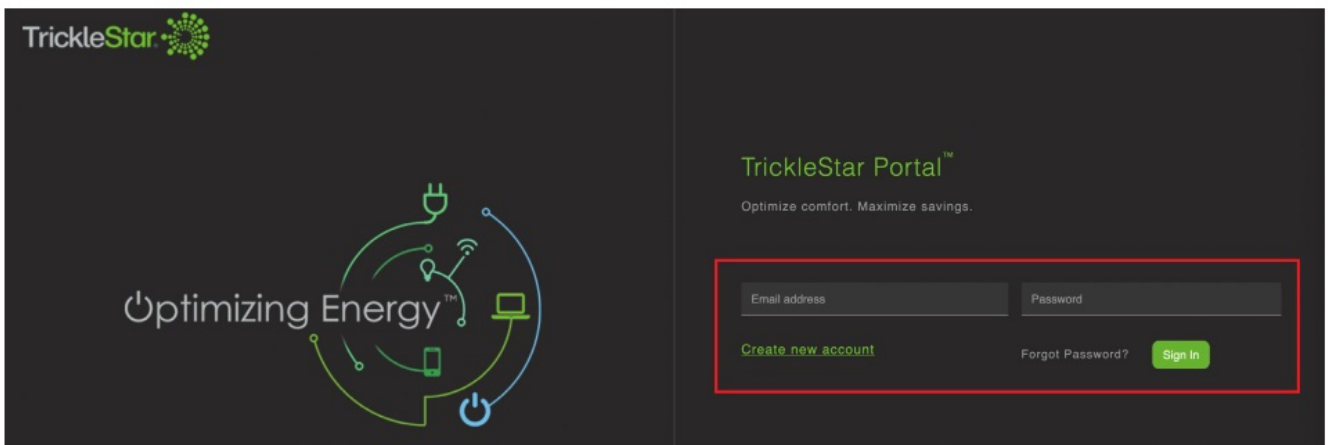 TrickleStar
Optimizing Energy™
TrickleStar Portal™
Optimize comfort. Maximize savings.
Email address
Password
Create new account
Forgot Password?
Sign In